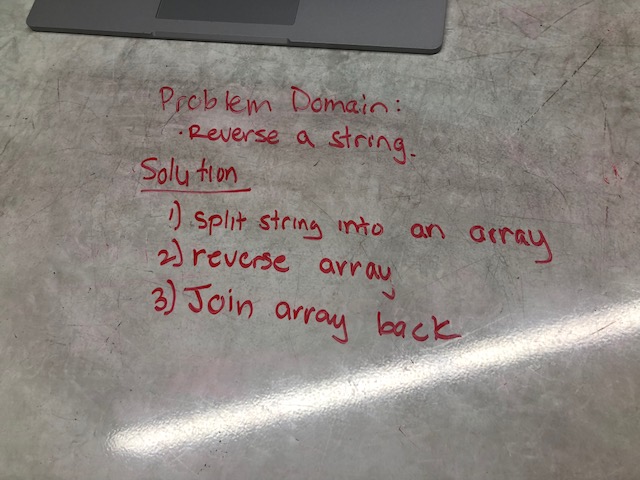 Problem Domain:
· Reverse a string.
Solution
1) split string into an array
2) reverse array
3) Join array back